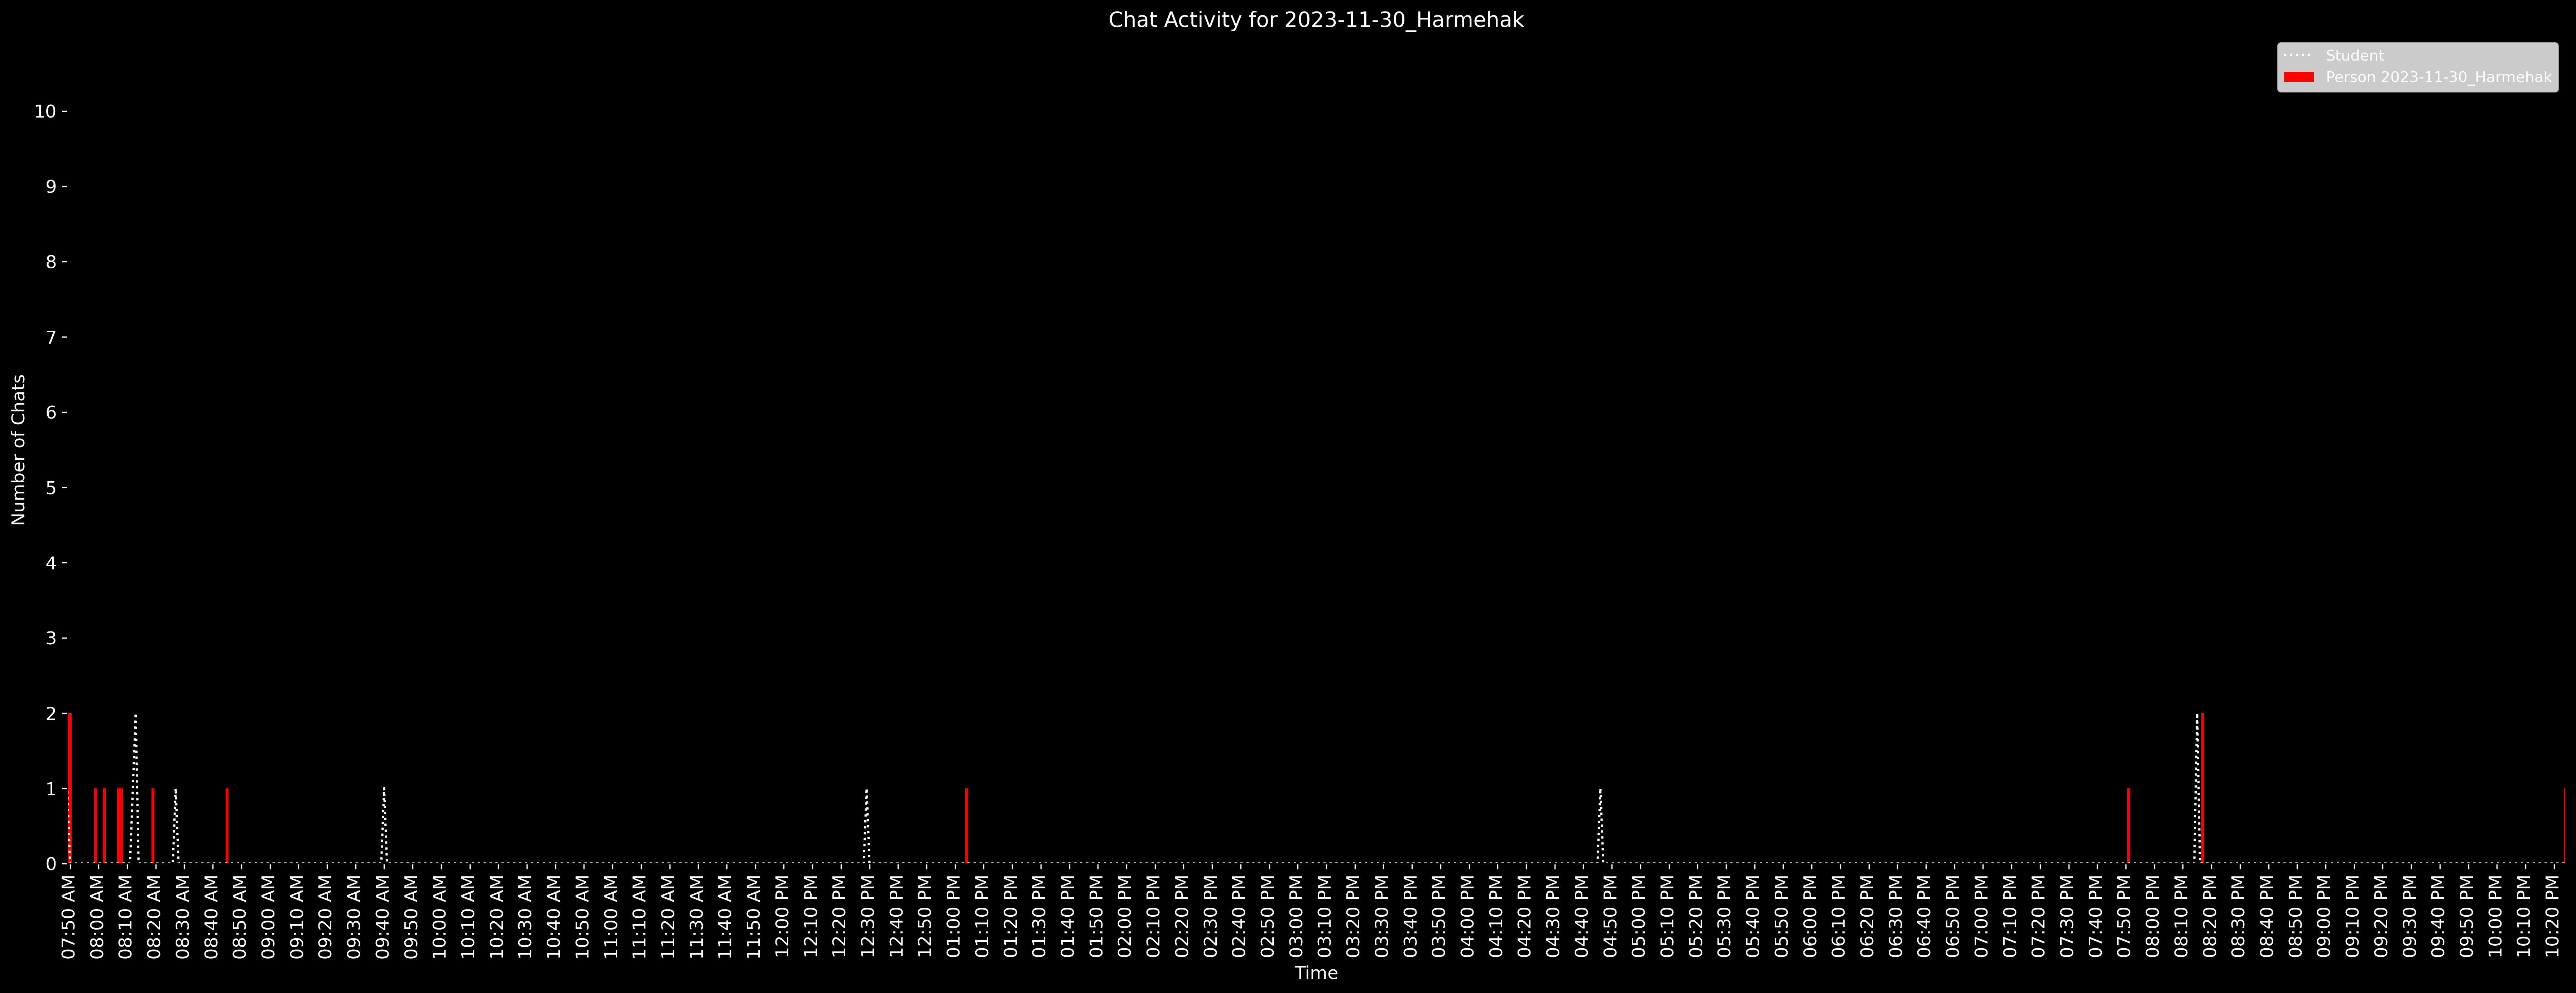 Chat Activity for 2023-11-30_Harmehak
Student
Person 2023-11-30_Harmehak
Number of Chats
10
9
8
7
6
5
4
3
2
1
0
07:50 AM
08:00 AM
08:10 AM
08:20 AM
08:30 AM
08:40 AM
08:50 AM
09:00 AM
09:10 AM
09:20 AM
09:30 AM
09:40 AM
09:50 AM
10:00 AM
10:10 AM
10:20 AM
10:30 AM
10:40 AM
10:50 AM
11:00 AM
11:10 AM
11:20 AM
11:30 AM
11:40 AM
11:50 AM
12:00 PM
12:10 PM
12:20 PM
12:30 PM
12:40 PM
12:50 PM
01:00 PM
01:10 PM
01:20 PM
01:30 PM
01:40 PM
01:50 PM
02:00 PM
02:10 PM
02:20 PM
02:30 PM
02:40 PM
02:50 PM
03:00 PM
03:10 PM
03:20 PM
03:30 PM
03:40 PM
03:50 PM
04:00 PM
04:10 PM
04:20 PM
04:30 PM
04:40 PM
04:50 PM
05:00 PM
05:10 PM
05:20 PM
05:30 PM
05:40 PM
05:50 PM
06:00 PM
06:10 PM
06:20 PM
06:30 PM
06:40 PM
06:50 PM
07:00 PM
07:10 PM
07:20 PM
07:30 PM
07:40 PM
07:50 PM
08:00 PM
08:10 PM
08:20 PM
08:30 PM
08:40 PM
08:50 PM
09:00 PM
09:10 PM
09:20 PM
09:30 PM
09:40 PM
09:50 PM
10:00 PM
10:10 PM
10:20 PM
Time